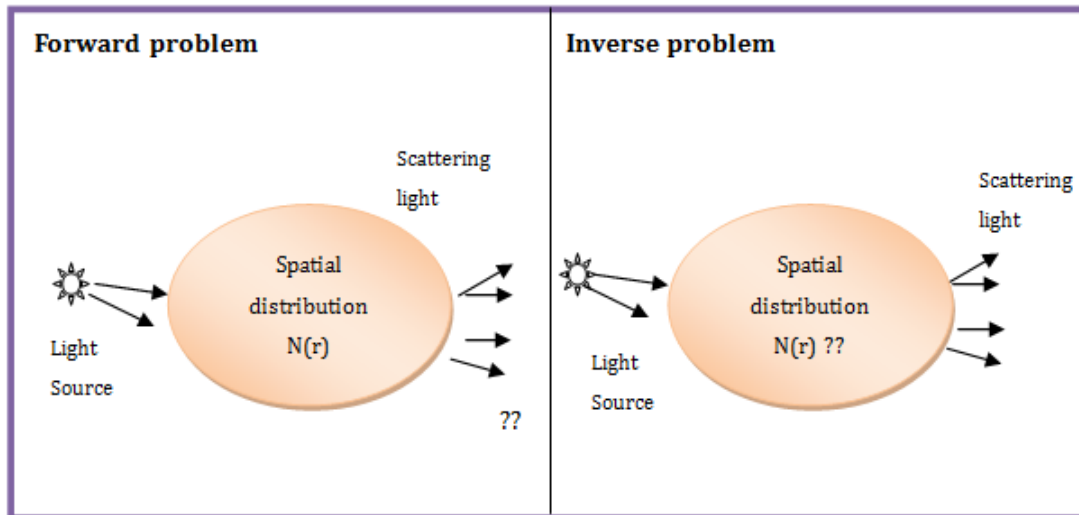 Forward problem
Scattering
light
Spatial
distribution
N(r)
Light
Source
??
Inverse problem
Scattering
light
Spatial
distribution
N(r) ??
Light
Source